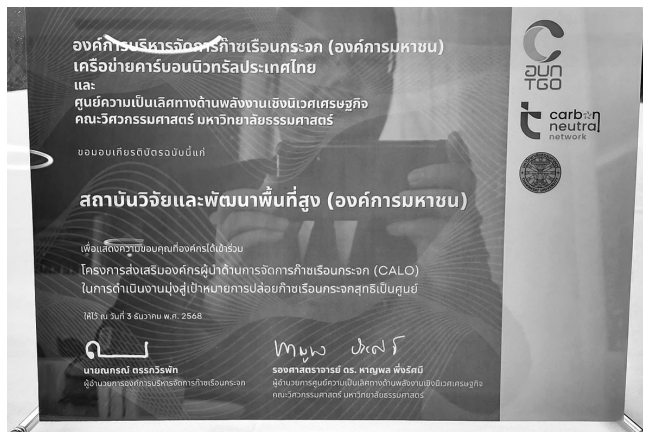 องค์การบริหารจัดการก๊าซเรือนกระจก (องค์การมหาชน)
เครือข่ายคาร์บอนนิวทรัลประเทศไทย
และ
ศูนย์ความเป็นเลิศทางด้านพลังงานเชิงนิเวศเศรษฐกิจ
คณะวิศวกรรมศาสตร์ มหาวิทยาลัยธรรมศาสตร์
ขอมอบเกียรติบัตรฉบับนี้แก่
สถาบันวิจัยและพัฒนาพื้นที่สูง (องค์การมหาชน)
เพื่อแสดงความขอบคุณที่องค์กรได้เข้าร่วม
โครงการส่งเสริมองค์กรผู้นำด้านการจัดการก๊าซเรือนกระจก (CALO)
ในการดำเนินงานมุ่งสู่เป้าหมายการปล่อยก๊าซเรือนกระจกสุทธิเป็นศูนย์
ให้ไว้ ณ วันที่ 3 ธันวาคม พ.ศ. 2568
นายณกรณ์ ตรรกวิรพัท
ผู้อำนวยการองค์การบริหารจัดการก๊าซเรือนกระจก
รองศาสตราจารย์ ดร. หาญพล พึ่งรัศมี
ผู้อำนวยการศูนย์ความเป็นเลิศทางด้านพลังงานเชิงนิเวศเศรษฐกิจ
คณะวิศวกรรมศาสตร์ มหาวิทยาลัยธรรมศาสตร์
อบก
TGO
carbon
neutral
network